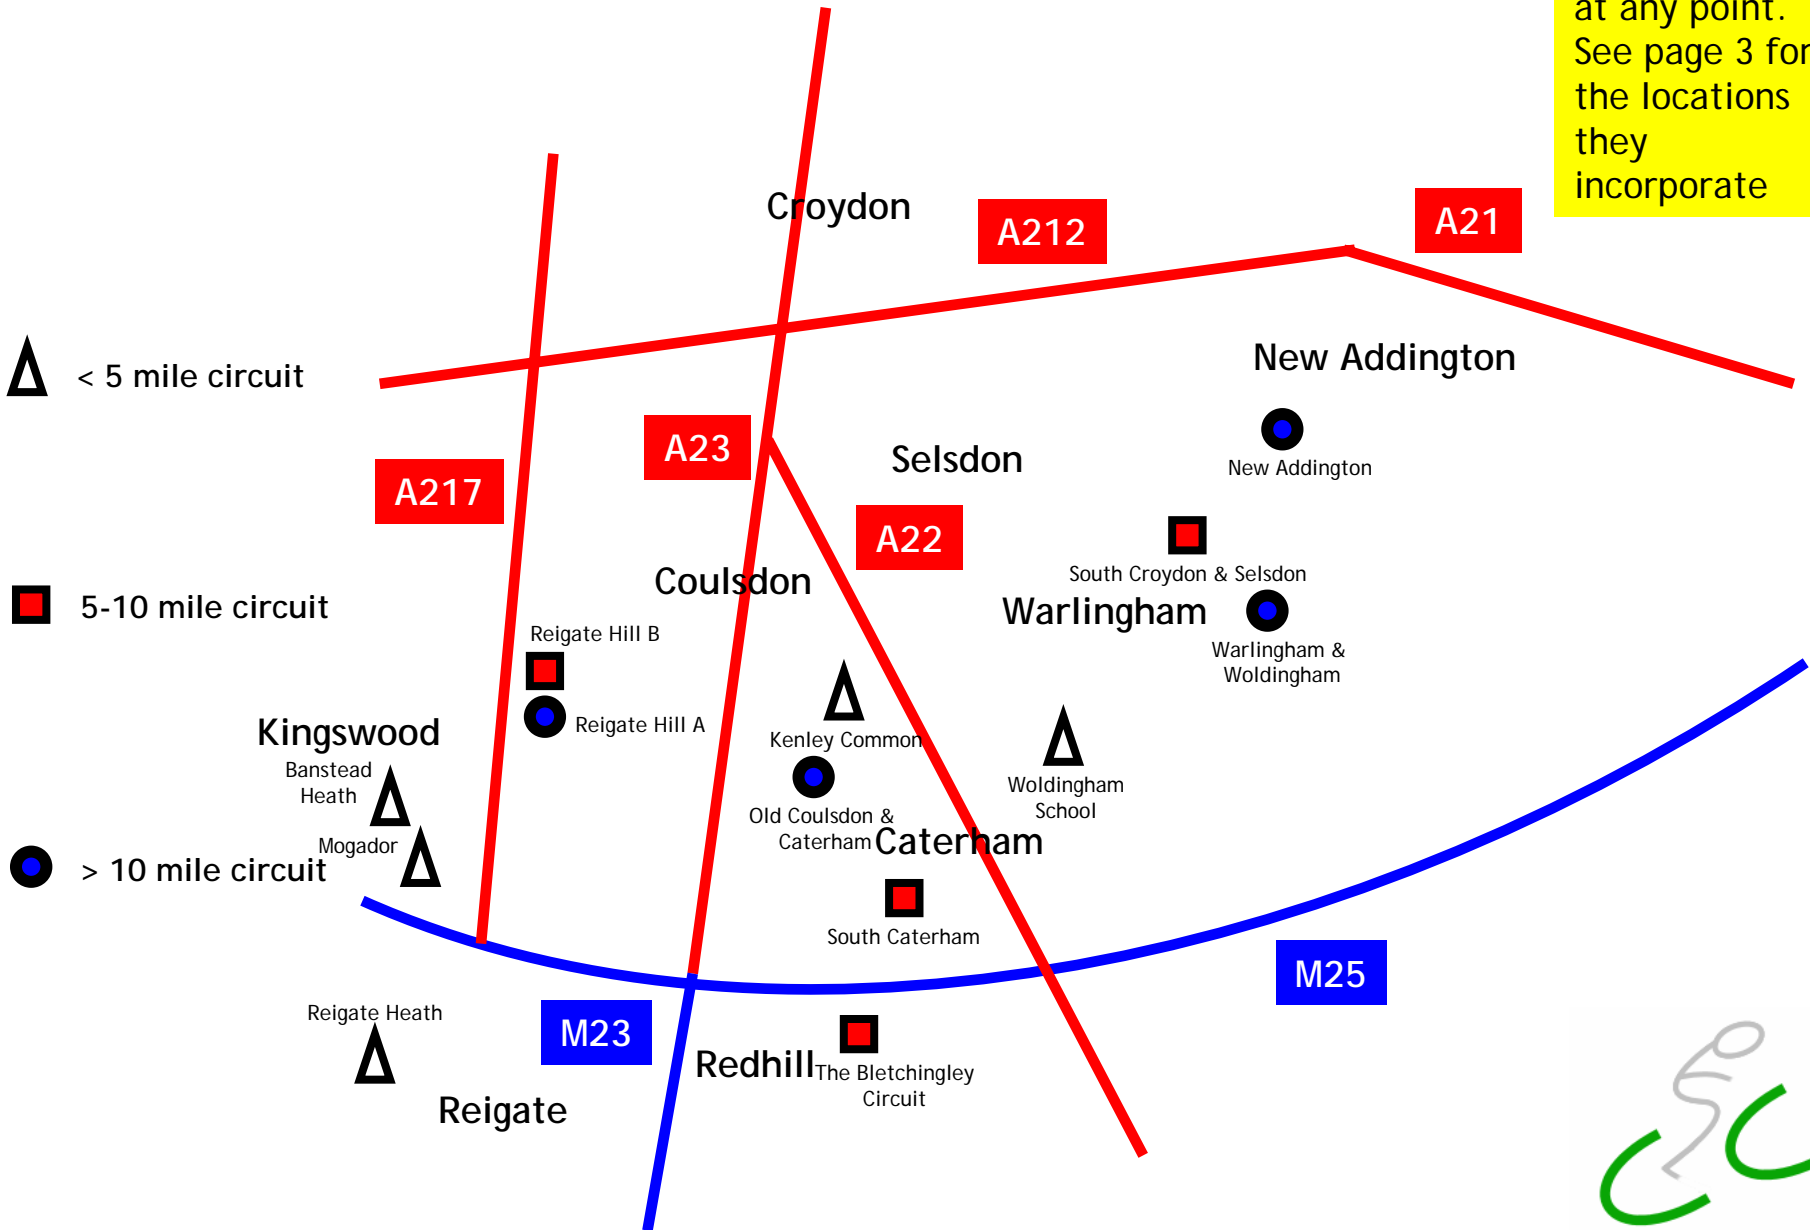 at any point.
See page 3 for
the locations
they
incorporate
Croydon
A212
A21
New Addington
< 5 mile circuit
A23
Selsdon
A217
New Addington
A22
Coulsdon
South Croydon & Selsdon
5-10 mile circuit
Warlingham
Reigate Hill B
Warlingham &
Woldingham
Reigate Hill A
Kingswood
Kenley Common
Banstead
Heath
Woldingham
School
Old Coulsdon &
Caterham
Caterham
Mogador
> 10 mile circuit
South Caterham
M25
Reigate Heath
M23
Redhill
The Bletchingley
Circuit
Reigate